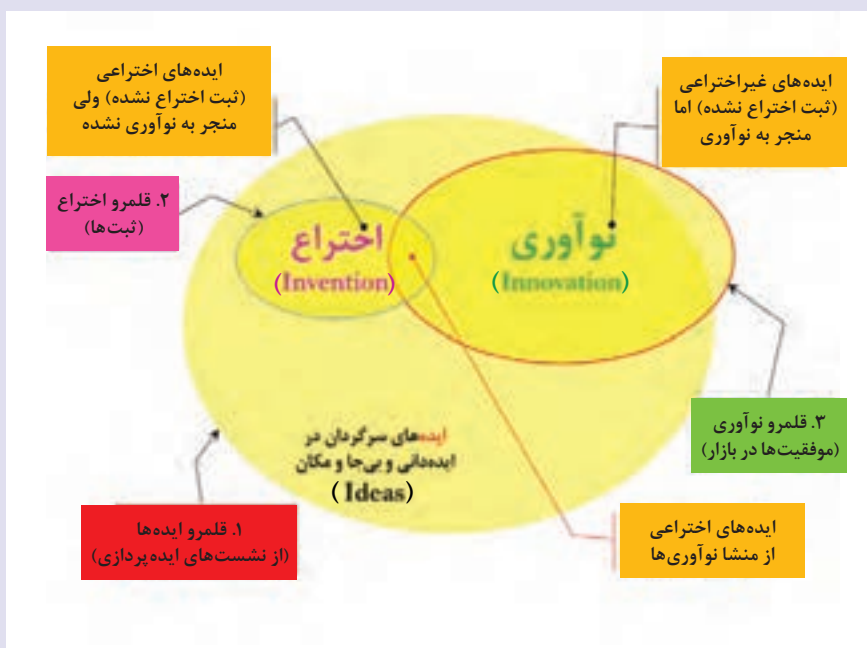 ایده‌های اختراعی
(ثبت اختراع نشده) ولی
منجر به نوآوری نشده
ایده‌های غیراختراعی
(ثبت اختراع نشده) اما
منجر به نوآوری
۲. قلمرو اختراع
(ثبت‌ها)
اختراع
(Invention)
نوآوری
(Innovation)
۳. قلمرو نوآوری
(موفقیت‌ها در بازار)
ایده‌های سرگردان در
ایده‌دانی و بی‌جا و مکان
(Ideas)
۱. قلمرو ایده‌ها
(از نشست‌های ایده‌پردازی)
ایده‌های اختراعی
از منشا نوآوری‌ها